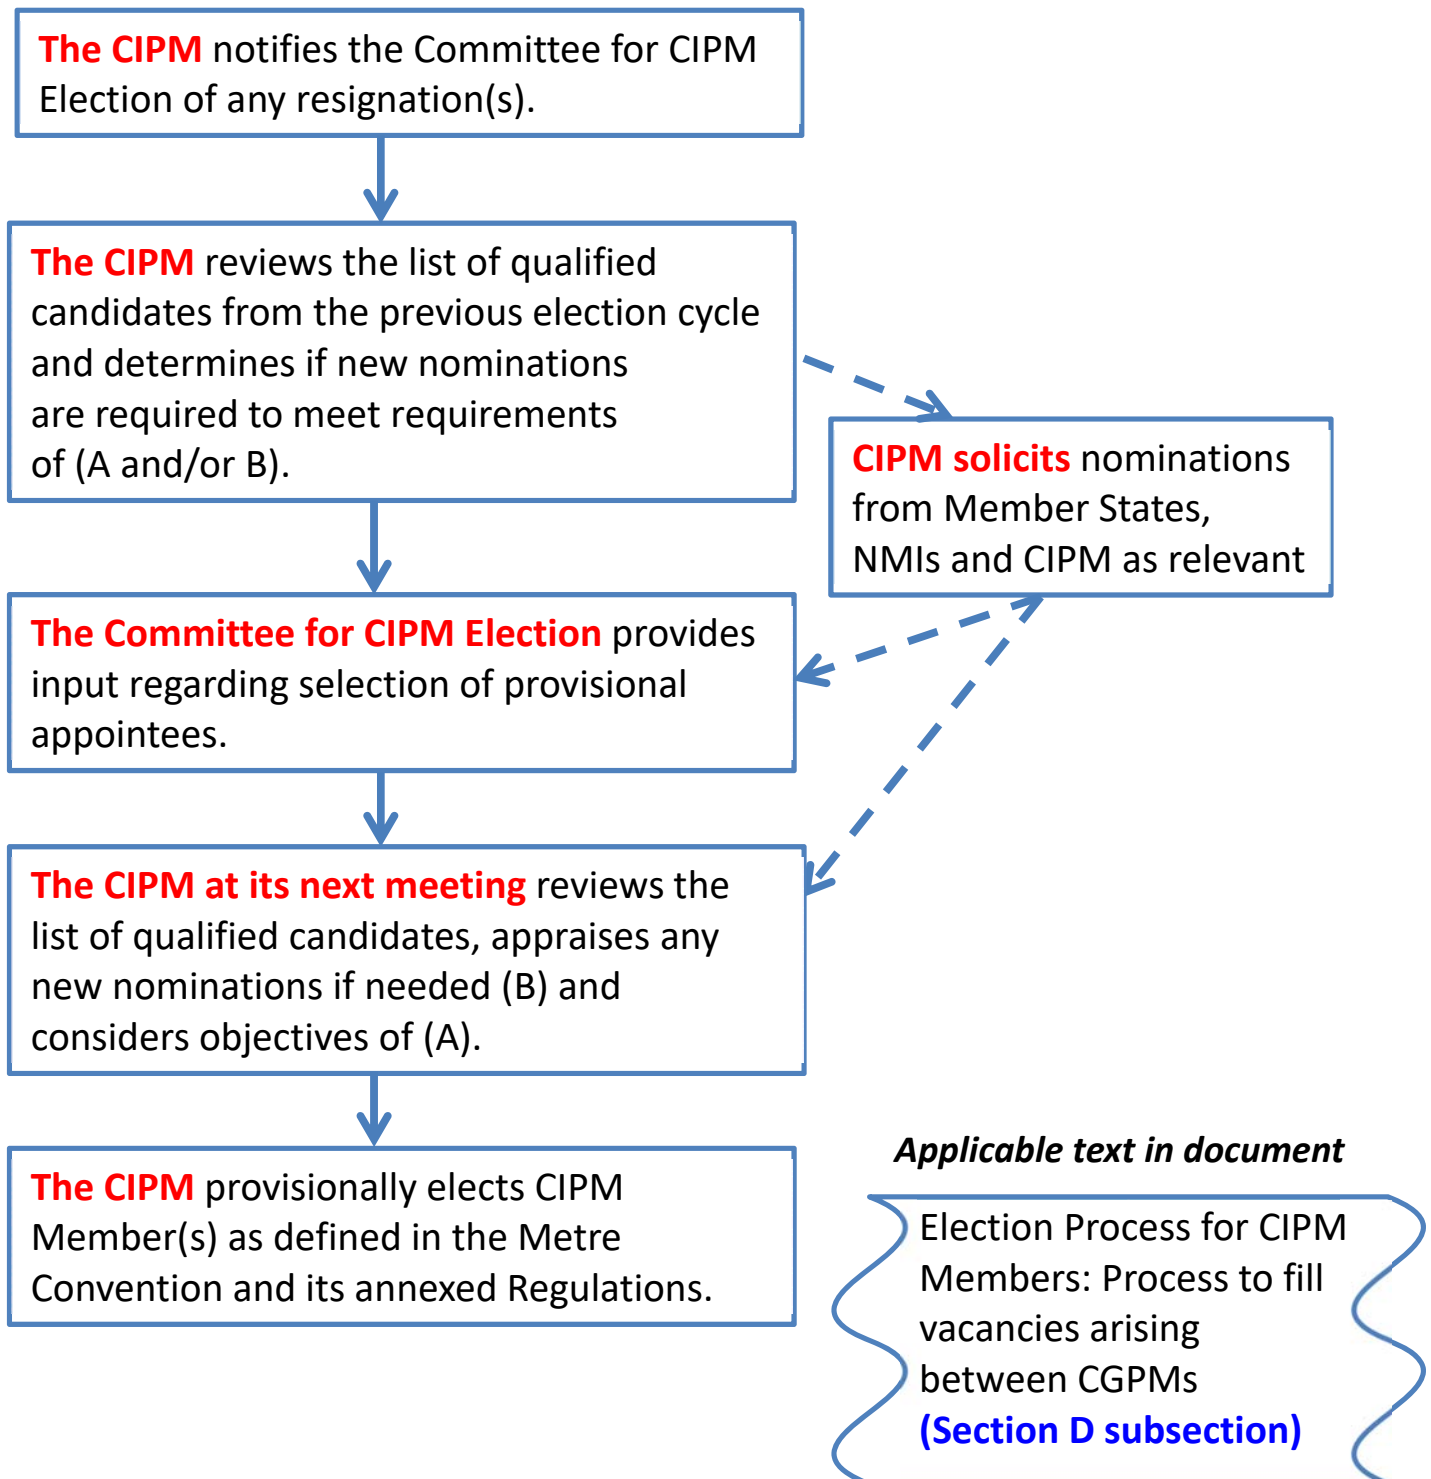 The CIPM notifies the Committee for CIPM
Election of any resignation(s).
The CIPM reviews the list of qualified
candidates from the previous election cycle
and determines if new nominations
are required to meet requirements
of (A and/or B).
CIPM solicits nominations
from Member States,
NMIs and CIPM as relevant
The Committee for CIPM Election provides
input regarding selection of provisional
appointees.
The CIPM at its next meeting reviews the
list of qualified candidates, appraises any
new nominations if needed (B) and
considers objectives of (A).
The CIPM provisionally elects CIPM
Member(s) as defined in the Metre
Convention and its annexed Regulations.
Applicable text in document
Election Process for CIPM
Members: Process to fill
vacancies arising
between CGPMs
(Section D subsection)